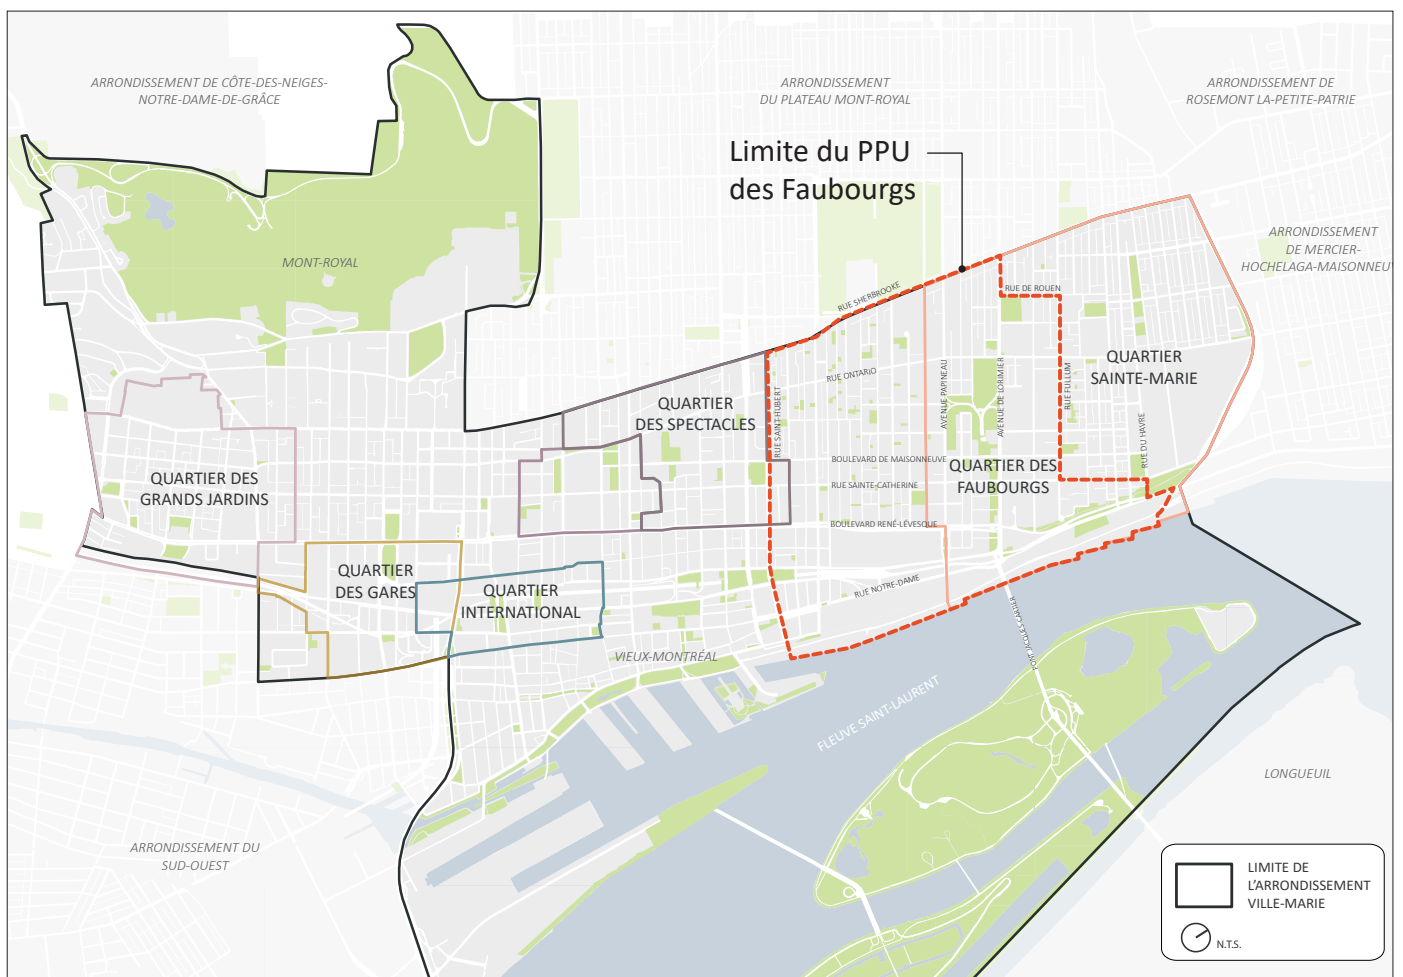 ARRONDISSEMENT DE CÔTE-DES-NEIGES-
NOTRE-DAME-DE-GRÂCE
ARRONDISSEMENT
DU PLATEAU MONT-ROYAL
ARRONDISSEMENT DE
ROSEMONT LA-PETITE-PATRIE
Limite du PPU
des Faubourgs
ARRONDISSEMENT
DE MERCIER-
HOCHELAGA-MAISONNEU
MONT-ROYAL
RUE SHERBROOKE
RUE DE ROUEN
QUARTIER
SAINTE-MARIE
RUE ONTARIO
RUE SAINT-HUBERT
AVENUE PAPINEAU
AVENUE DE LORIMIER
RUE FULLUM
RUE DU HAVRE
QUARTIER
DES SPECTACLES
BOULEVARD DE MAISONNEUVE
RUE SAINTE-CATHERINE
BOULEVARD RENÉ-LÉVESQUE
QUARTIER DES
FAUBOURGS
QUARTIER DES
GRANDS JARDINS
QUARTIER
DES GARES
QUARTIER
INTERNATIONAL
RUE NOTRE-DAME
PONT JACQUES CARTIER
VIEUX-MONTRÉAL
FLEUVE SAINT-LAURENT
LONGUEUIL
ARRONDISSEMENT DU
SUD-OUEST
LIMITE DE
L'ARRONDISSEMENT
VILLE-MARIE
N.T.S.